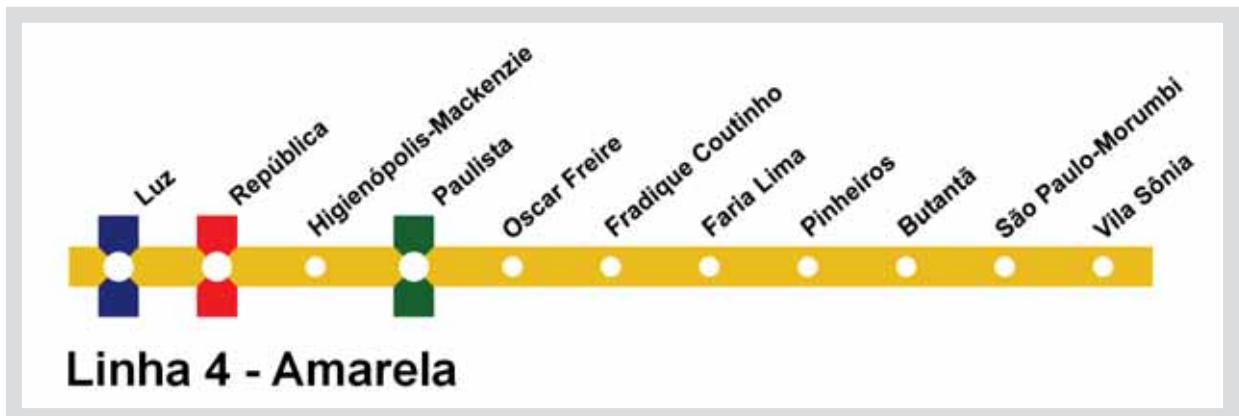 Luz
República
Higienópolis-Mackenzie
Paulista
Oscar Freire
Fradique Coutinho
Faria Lima
Pinheiros
Butantã
São Paulo-Morumbi
Vila Sônia
Linha 4 - Amarela